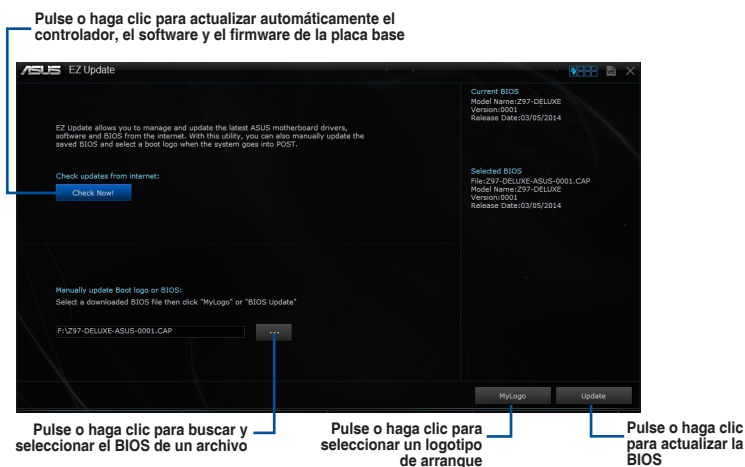 Pulse o haga clic para actualizar automáticamente el
controlador, el software y el firmware de la placa base
ASUS EZ Update
Current BIOS
Model Name:Z97-DELUXE
Version:0001
Release Date:03/05/2014
EZ Update allows you to manage and update the latest ASUS motherboard drivers,
software and BIOS from the internet. With this utility, you can also manually update the
saved BIOS and select a boot logo when the system goes into POST.
Check updates from internet:
Check Now!
Selected BIOS
File:Z97-DELUXE-ASUS-0001.CAP
Model Name:Z97-DELUXE
Version:0001
Release Date:03/05/2014
Manually update Boot logo or BIOS:
Select a downloaded BIOS file then click "MyLogo" or "BIOS Update"
F:\Z97-DELUXE-ASUS-0001.CAP
...
MyLogo
Update
Pulse o haga clic para buscar y
seleccionar el BIOS de un archivo
Pulse o haga clic para
seleccionar un logotipo
de arranque
Pulse o haga clic
para actualizar la
BIOS